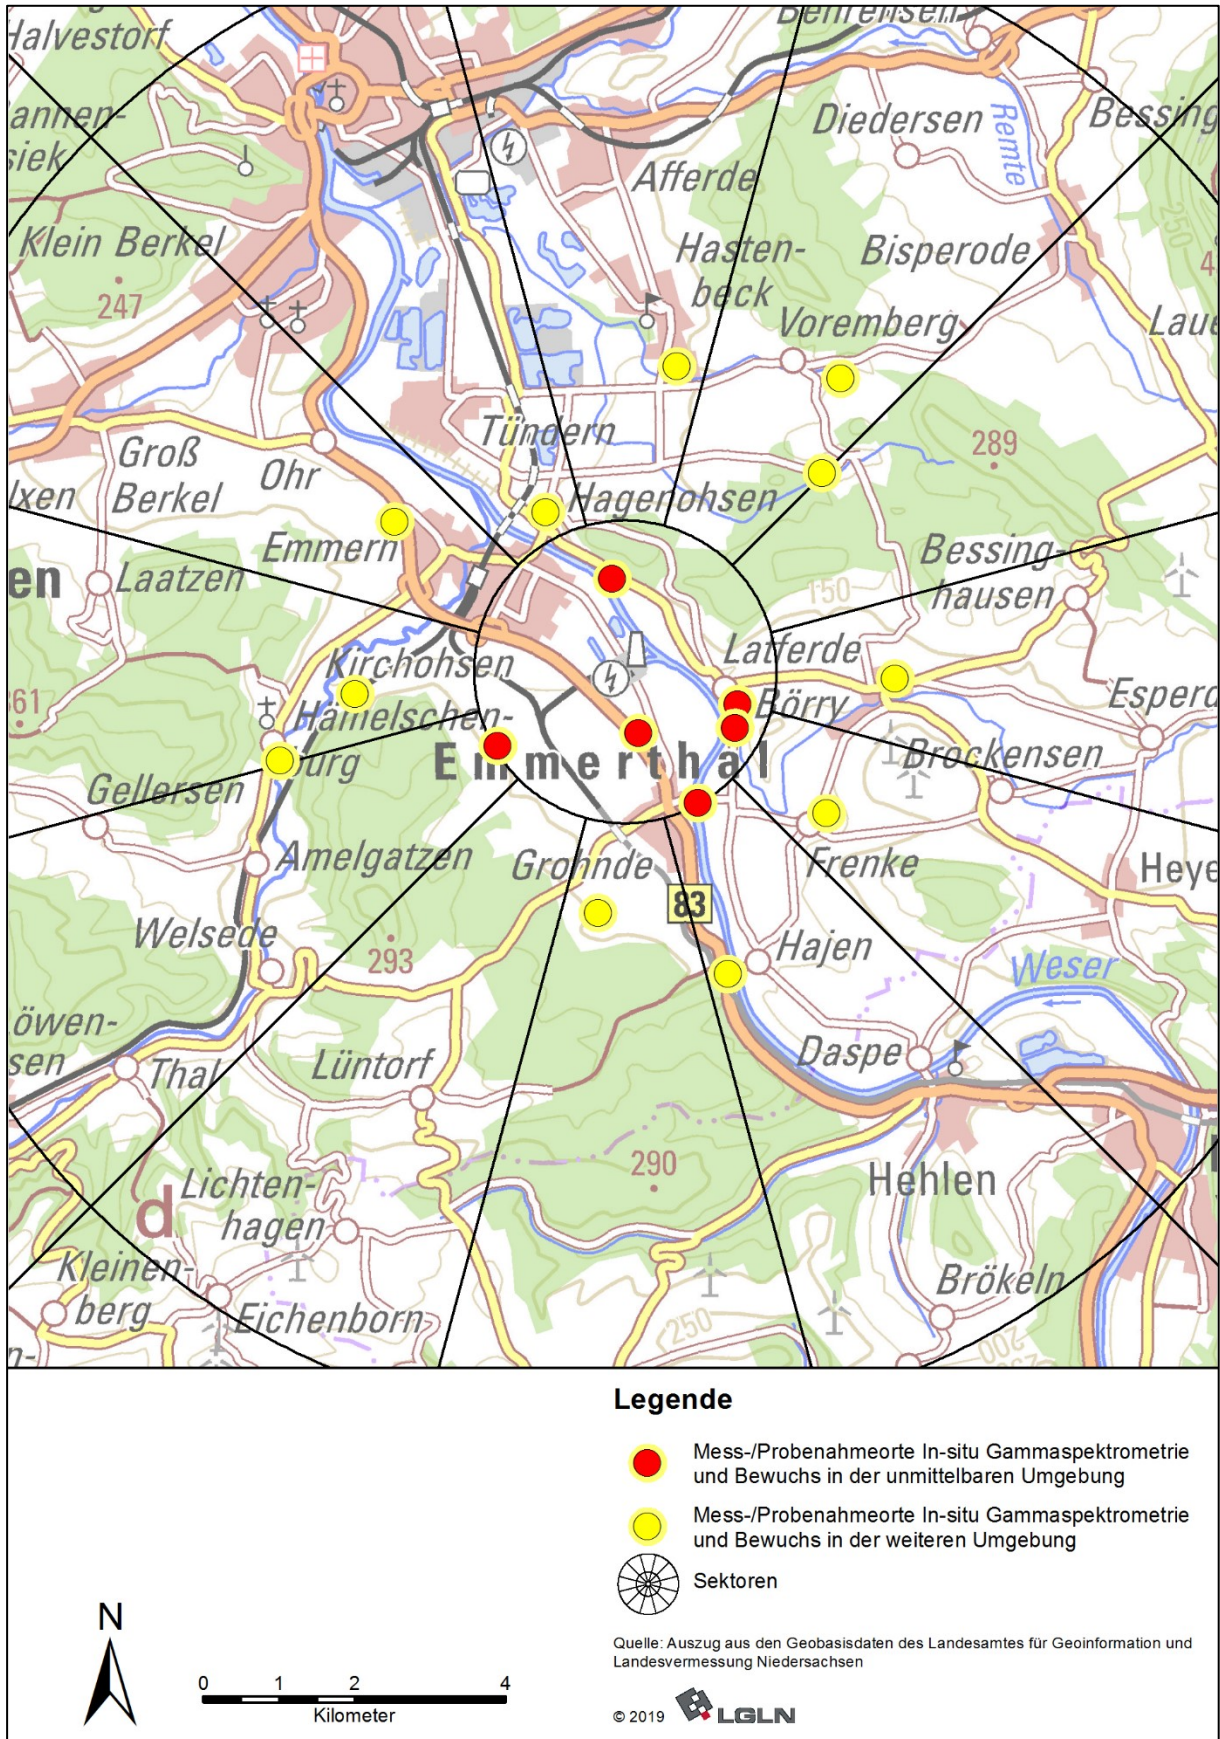 Halvestorf
Behrensen
annen-
siek
Diedersen
Remte
Bessing
Afferde
Klein Berkel
247
Hasten-
beck
Bisperode
250
Voremberg
Laue
Tündern
289
Groß
Berkel
Ohr
lxen
Hagenohsen
Emmern
Bessing-
hausen
en
Laatzen
150
Latferde
Kirchohsen
361
Hämelschen-
burg
Börry
Esperd
Emmerthal
Brockensen
Gellersen
Amelgatzen
Grohnde
Frenke
Heye
83
Welsede
293
Hajen
Weser
öwen-
sen
Thal
Lüntorf
Daspe
290
Hehlen
d
Lichten-
hagen
Kleinen-
berg
Eichenborn
Brökeln
250
200
n-
Legende
Mess-/Probenahmeorte In-situ Gammaspektrometrie
und Bewuchs in der unmittelbaren Umgebung
Mess-/Probenahmeorte In-situ Gammaspektrometrie
und Bewuchs in der weiteren Umgebung
Sektoren
N
0 1 2 4
Kilometer
Quelle: Auszug aus den Geobasisdaten des Landesamtes für Geoinformation und
Landesvermessung Niedersachsen
© 2019 LGLN